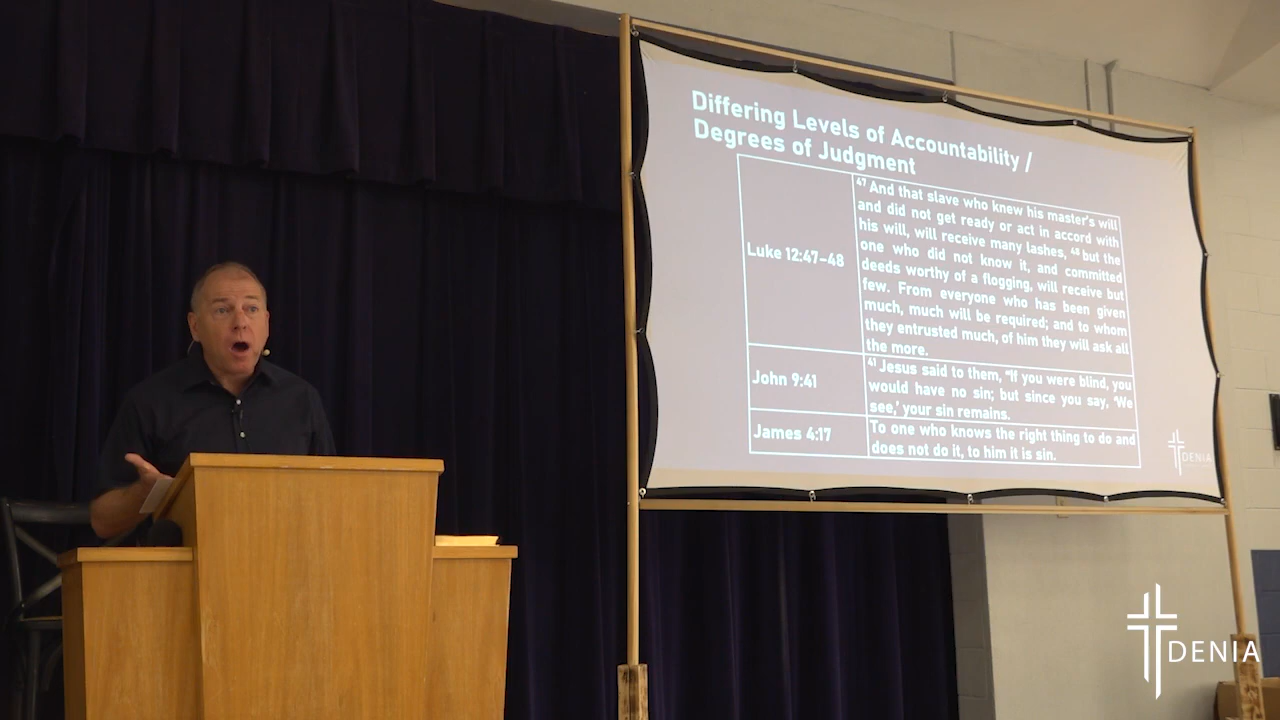 Differing Levels of Accountability /
Degrees of Judgment
Luke 12:47-48
47 And that slave who knew his master's will
and did not get ready or act in accord with
his will, will receive many lashes, 48 but the
one who did not know it, and committed
deeds worthy of a flogging, will receive but
few. From everyone who has been given
much, much will be required; and to whom
they entrusted much, of him they will ask all
the more.
John 9:41
41 Jesus said to them, "If you were blind, you
would have no sin; but since you say, 'We
see,' your sin remains.
James 4:17
To one who knows the right thing to do and
does not do it, to him it is sin.
DENIA
DENIA